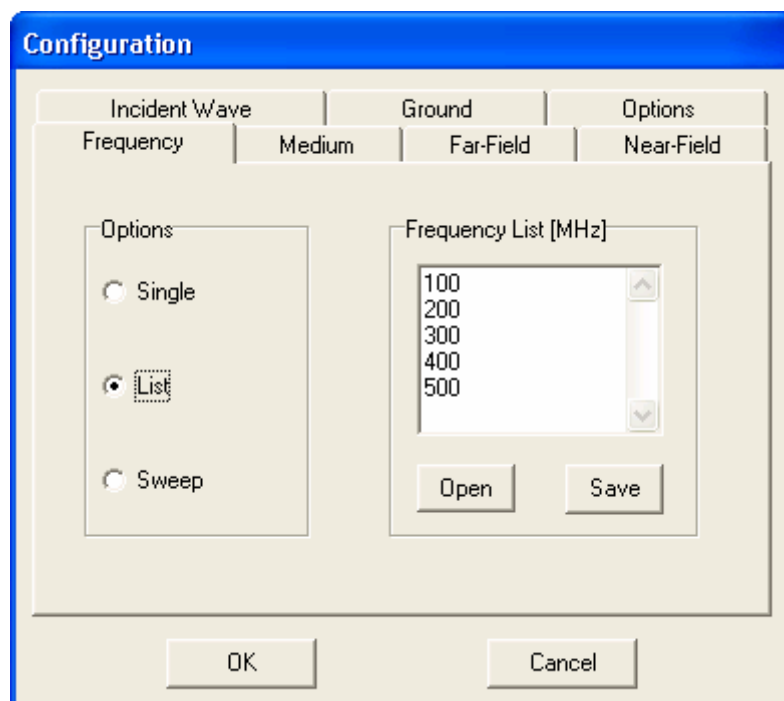 Configuration
Incident Wave
Ground
Options
Frequency
Medium
Far-Field
Near-Field
Options
Single
List
Sweep
Frequency List [MHz]
100
200
300
400
500
Open
Save
OK
Cancel